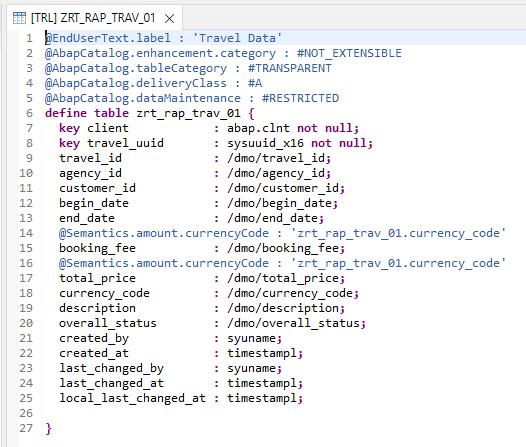 [TRL] ZRT_RAP_TRAV_01
1 @EndUserText.label : 'Travel Data'
2 @AbapCatalog.enhancement.category : #NOT_EXTENSIBLE
3 @AbapCatalog.tableCategory : #TRANSPARENT
4 @AbapCatalog.deliveryClass : #A
5 @AbapCatalog.dataMaintenance : #RESTRICTED
6 define table zrt_rap_trav_01 {
7 key client : abap.clnt not null;
8 key travel_uuid : sysuuid_x16 not null;
9 travel_id : /dmo/travel_id;
10 agency_id : /dmo/agency_id;
11 customer_id : /dmo/customer_id;
12 begin_date : /dmo/begin_date;
13 end_date : /dmo/end_date;
14 @Semantics.amount.currencyCode : 'zrt_rap_trav_01.currency_code'
15 booking_fee : /dmo/booking_fee;
16 @Semantics.amount.currencyCode : 'zrt_rap_trav_01.currency_code'
17 total_price : /dmo/total_price;
18 currency_code : /dmo/currency_code;
19 description : /dmo/description;
20 overall_status : /dmo/overall_status;
21 created_by : syuname;
22 created_at : timestampl;
23 last_changed_by : syuname;
24 last_changed_at : timestampl;
25 local_last_changed_at : timestampl;
26
27 }